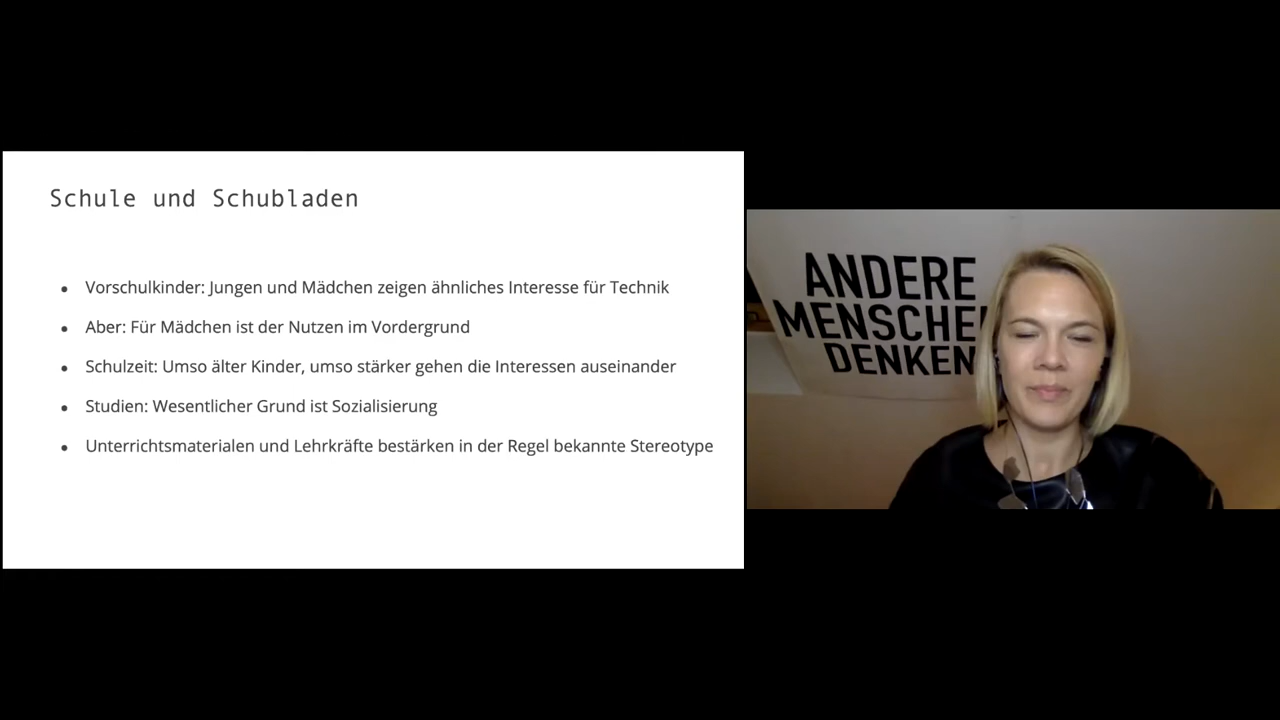 Schule und Schubladen
• Vorschulkinder: Jungen und Mädchen zeigen ähnliches Interesse für Technik
• Aber: Für Mädchen ist der Nutzen im Vordergrund
• Schulzeit: Umso älter Kinder, umso stärker gehen die Interessen auseinander
• Studien: Wesentlicher Grund ist Sozialisierung
• Unterrichtsmaterialen und Lehrkräfte bestärken in der Regel bekannte Stereotype
ANDERE
MENSCHE
DENKEN